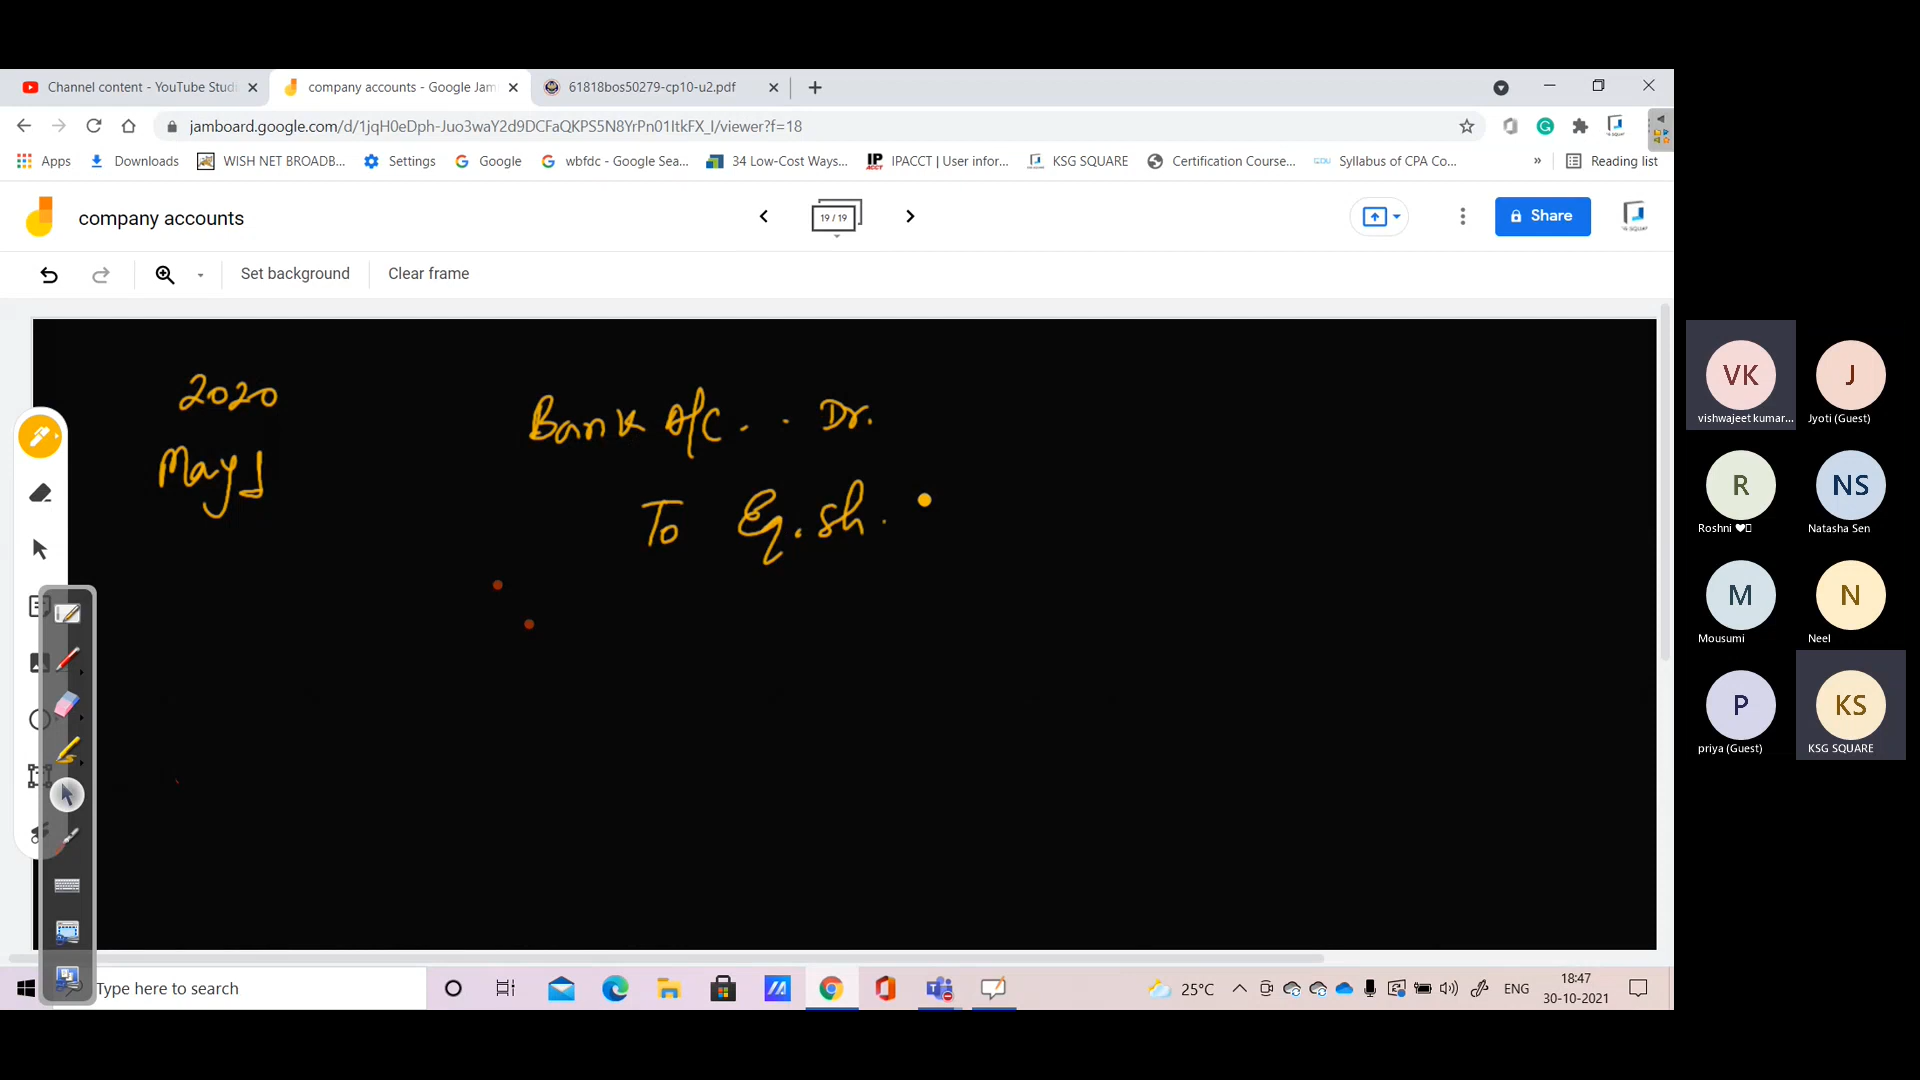 Channel content - YouTube Studi
company accounts - Google Jam
61818bos50279-cp10-u2.pdf
jamboard.google.com/d/1jqH0eDph-Juo3waY2d9DCFaQKPS5N8YrPn01ItkFX_I/viewer?f=18
Apps Downloads WISH NET BROADB... Settings Google wbfdc - Google Sea... 34 Low-Cost Ways... IPACCT | User infor... KSG SQUARE Certification Course... Syllabus of CPA Co... » Reading list
company accounts
19 / 19
Share
Set background Clear frame
2020
May 1
Bank A/C . . Dr.
To Eq. Sh.
VK
vishwajeet kumar...
J
Jyoti (Guest)
R
Roshni ❤
NS
Natasha Sen
M
Mousumi
N
Neel
P
priya (Guest)
KS
KSG SQUARE
Type here to search
25°C
ENG
18:47
30-10-2021